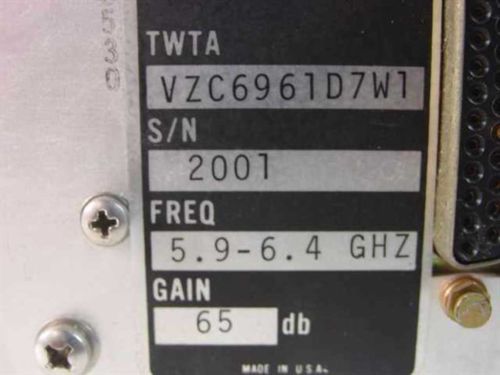 TWTA
VZC6961D7W1
S/N
2001
FREQ
5.9-6.4 GHZ
GAIN
65 db
MADE IN U.S.A.